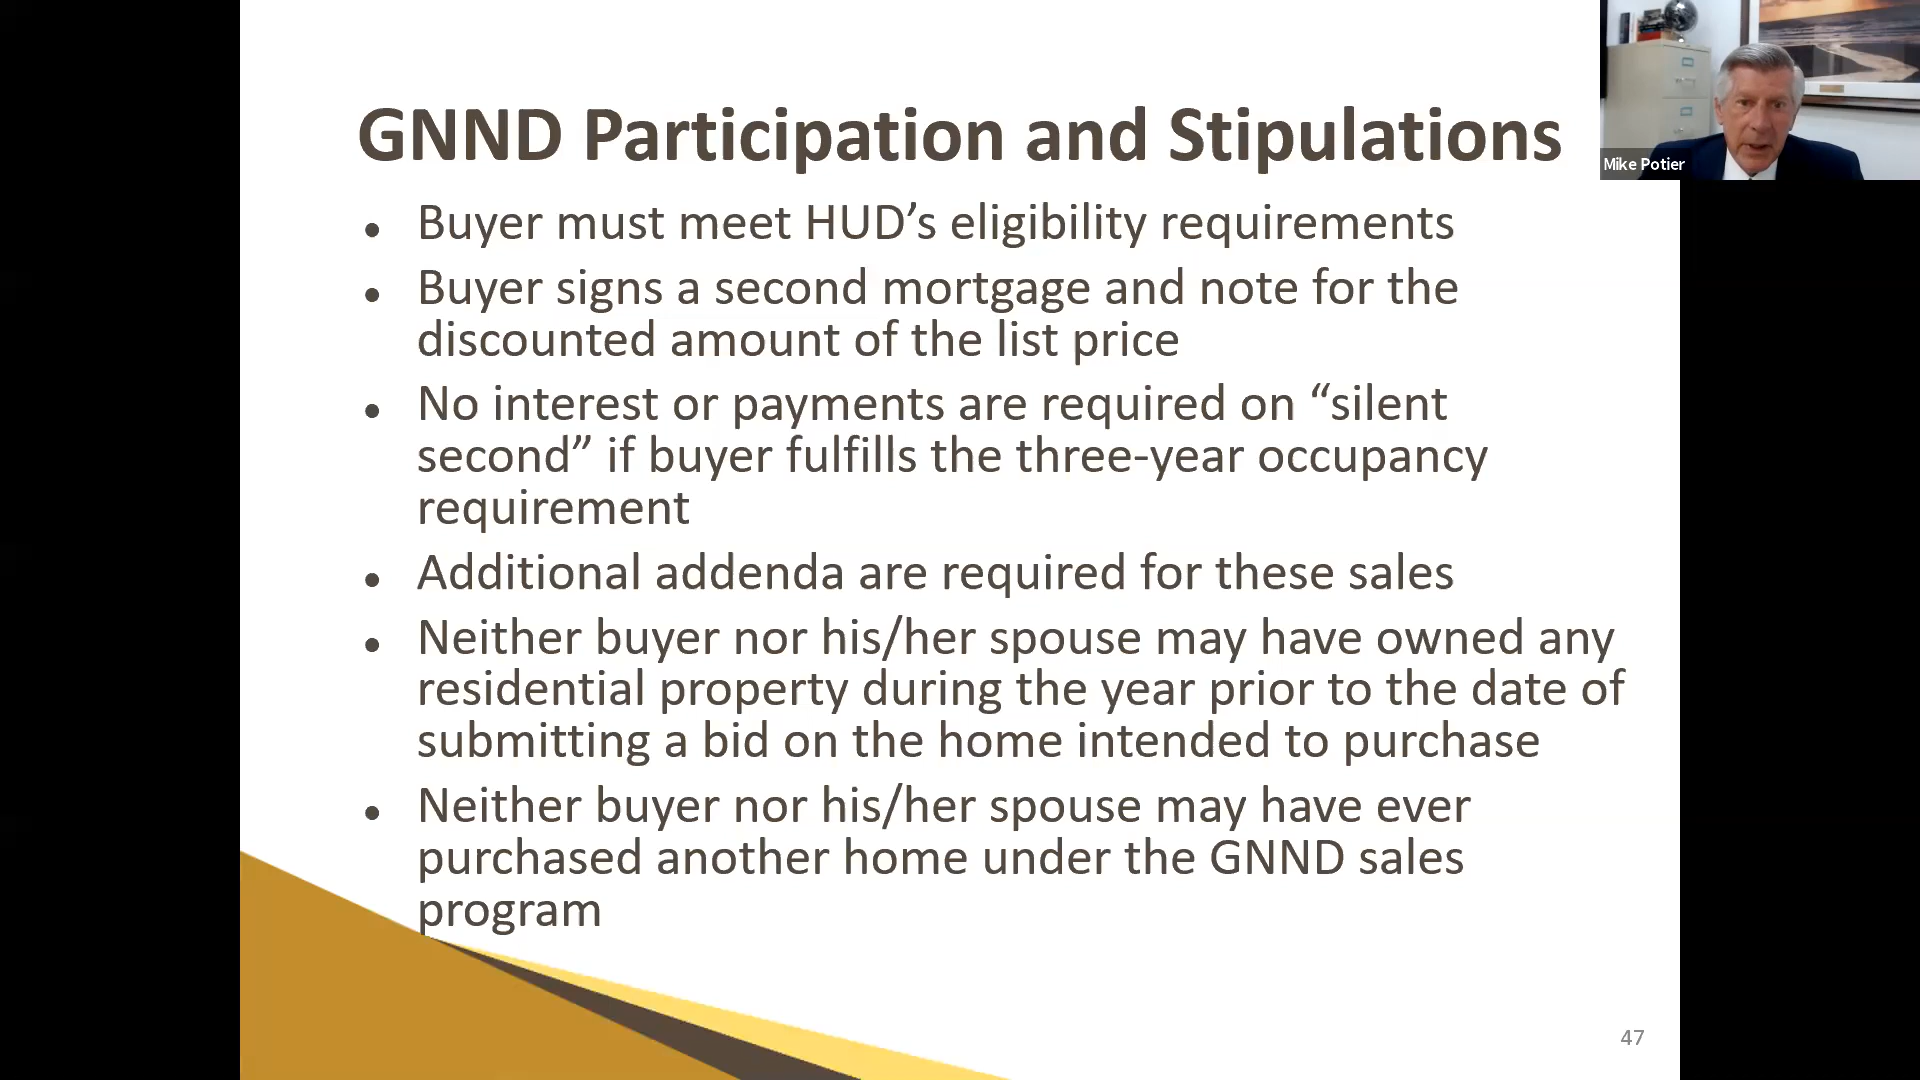 GNND Participation and Stipulations
Mike Potier
• Buyer must meet HUD’s eligibility requirements
• Buyer signs a second mortgage and note for the
discounted amount of the list price
• No interest or payments are required on “silent
second” if buyer fulfills the three-year occupancy
requirement
• Additional addenda are required for these sales
• Neither buyer nor his/her spouse may have owned any
residential property during the year prior to the date of
submitting a bid on the home intended to purchase
• Neither buyer nor his/her spouse may have ever
purchased another home under the GNND sales
program
47